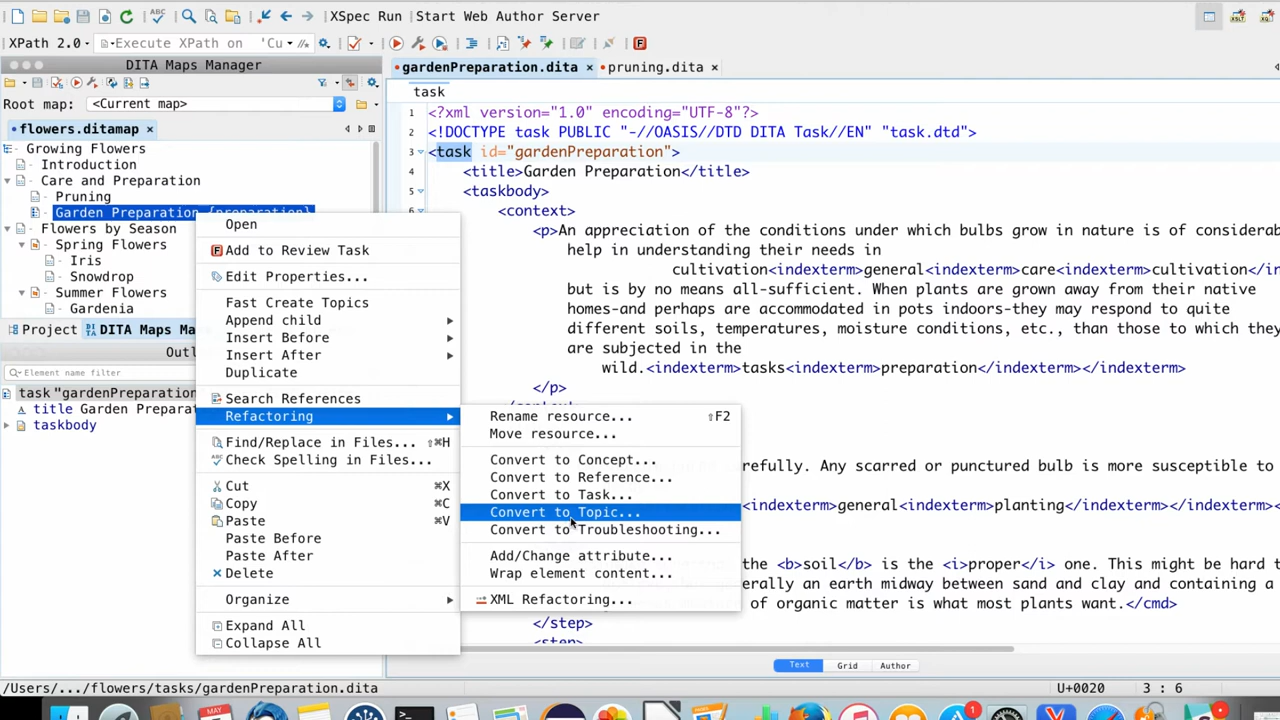 XSpec Run Start Web Author Server
XPath 2.0 Execute XPath on 'Cu
DITA Maps Manager
Root map: <Current map>
flowers.ditamap ×
Growing Flowers
Introduction
Care and Preparation
Pruning
Garden Preparation {preparation}
Flowers by Season
Spring Flowers
Iris
Snowdrop
Summer Flowers
Gardenia
Project DITA Maps Ma
Outl
Element name filter
task "gardenPreparation
title Garden Preparat
taskbody
Open
Add to Review Task
Edit Properties...
Fast Create Topics
Append child
Insert Before
Insert After
Duplicate
Search References
Refactoring
Find/Replace in Files... ⇧⌘H
Check Spelling in Files...
Cut ⌘X
Copy ⌘C
Paste ⌘V
Paste Before
Paste After
Delete
Organize
Expand All
Collapse All
Rename resource... ⇧F2
Move resource...
Convert to Concept...
Convert to Reference...
Convert to Task...
Convert to Topic...
Convert to Troubleshooting...
Add/Change attribute...
Wrap element content...
XML Refactoring...
gardenPreparation.dita × pruning.dita ×
task
1 <?xml version="1.0" encoding="UTF-8"?>
2 <!DOCTYPE task PUBLIC "-//OASIS//DTD DITA Task//EN" "task.dtd">
3 <task id="gardenPreparation">
4 <title>Garden Preparation</title>
5 <taskbody>
6 <context>
<p>An appreciation of the conditions under which bulbs grow in nature is of considerab
help in understanding their needs in
cultivation<indexterm>general<indexterm>care<indexterm>cultivation</in
but is by no means all-sufficient. When plants are grown away from their native
homes-and perhaps are accommodated in pots indoors-they may respond to quite
different soils, temperatures, moisture conditions, etc., than those to which they
are subjected in the
wild.<indexterm>tasks<indexterm>preparation</indexterm></indexterm>
</p>
</context>
refully. Any scarred or punctured bulb is more susceptible to
<indexterm>general<indexterm>planting</indexterm></indexterm>
the <b>soil</b> is the <i>proper</i> one. This might be hard t
erally an earth midway between sand and clay and containing a
of organic matter is what most plants want.</cmd>
</step>
<step>
Text Grid Author
/Users/.../flowers/tasks/gardenPreparation.dita U+0020 3 : 6
MAY